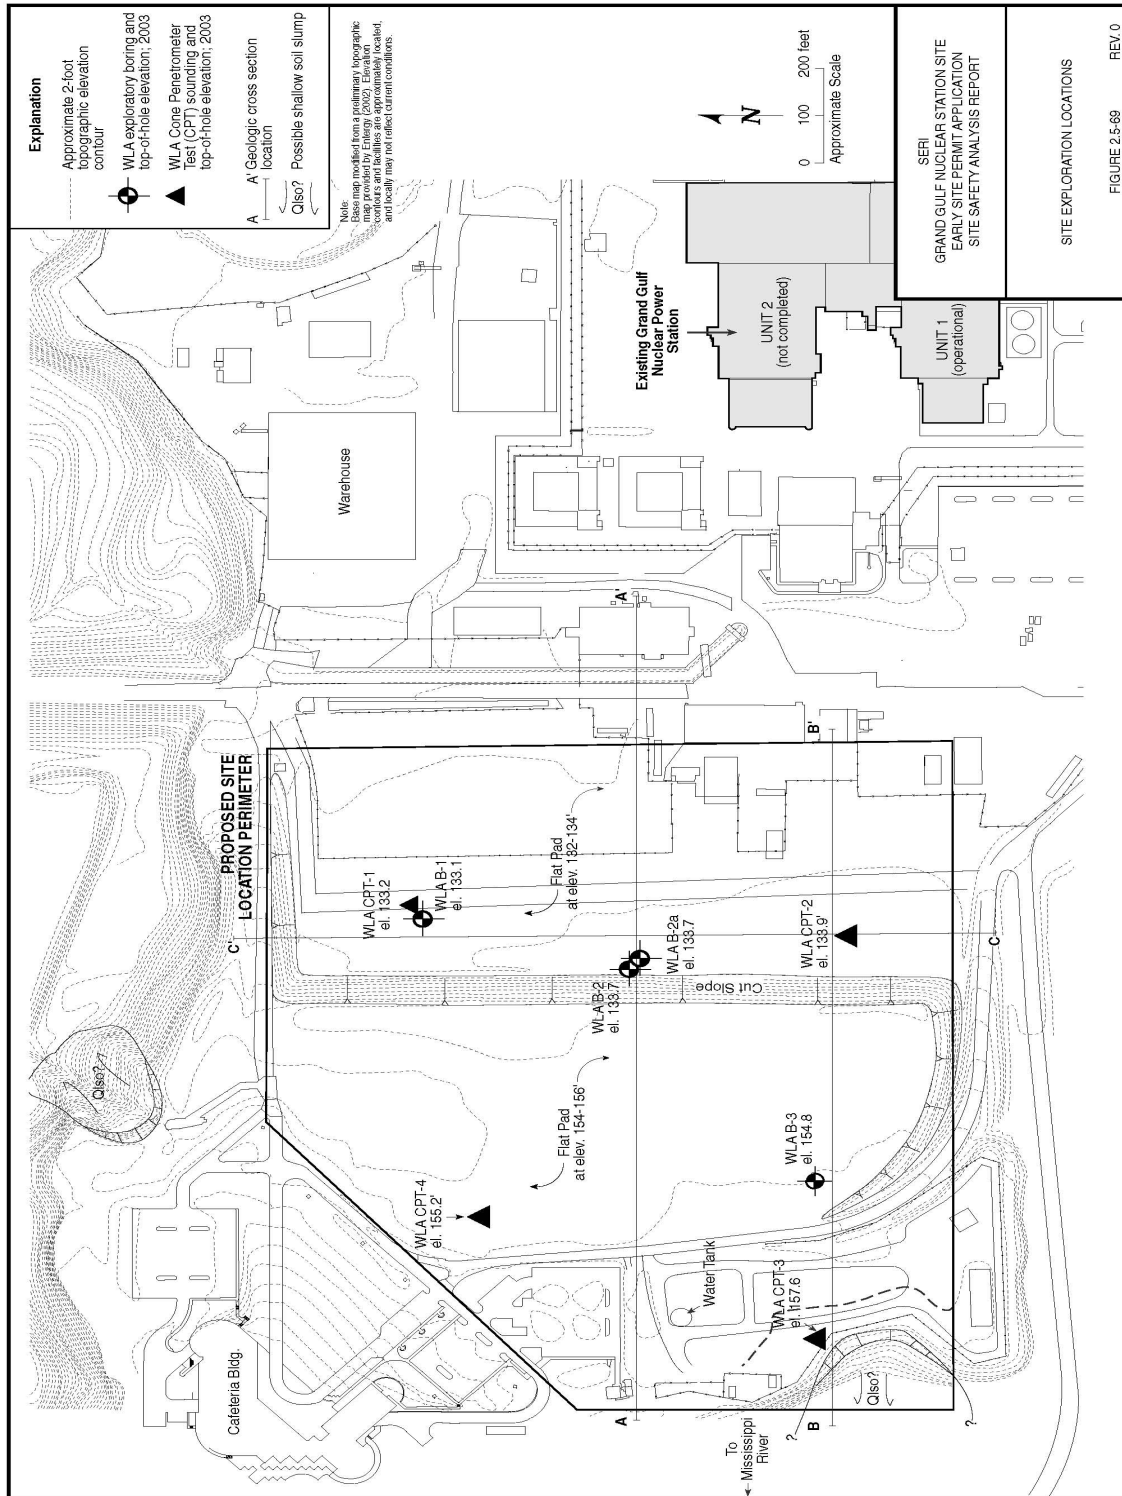 Explanation
Approximate 2-foot
topographic elevation
contour
WLA exploratory boring and
top-of-hole elevation; 2003
WLA Cone Penetrometer
Test (CPT) sounding and
top-of-hole elevation; 2003
A A' Geologic cross section
location
Qlso? Possible shallow soil slump
Note:
Base map modified from a preliminary topographic
map provided by Entergy (2002). Elevation
contours and facilities are approximately located,
and locally may not reflect current conditions.
N
0 100 200 feet
Approximate Scale
Existing Grand Gulf
Nuclear Power
Station
UNIT 2
(not completed)
UNIT 1
(operational)
Warehouse
PROPOSED SITE
LOCATION PERIMETER
A'
B'
C'
WLA CPT-1
el. 133.2
WLA B-1
el. 133.1
Flat Pad
at elev. 132-134'
WLA B-2a
el. 133.7
WLA B-2
el. 133.7
WLA CPT-2
el. 133.9'
C
Cut Slope
Qlso?
Flat Pad
at elev. 154-156'
WLA CPT-4
el. 155.2'
WLA B-3
el. 154.8
Water Tank
WLA CPT-3
el. 157.6
Cafeteria Bldg.
Qlso?
A
B
?
?
To
Mississippi
River
SERI
GRAND GULF NUCLEAR STATION SITE
EARLY SITE PERMIT APPLICATION
SITE SAFETY ANALYSIS REPORT
SITE EXPLORATION LOCATIONS
FIGURE 2.5-69 REV. 0